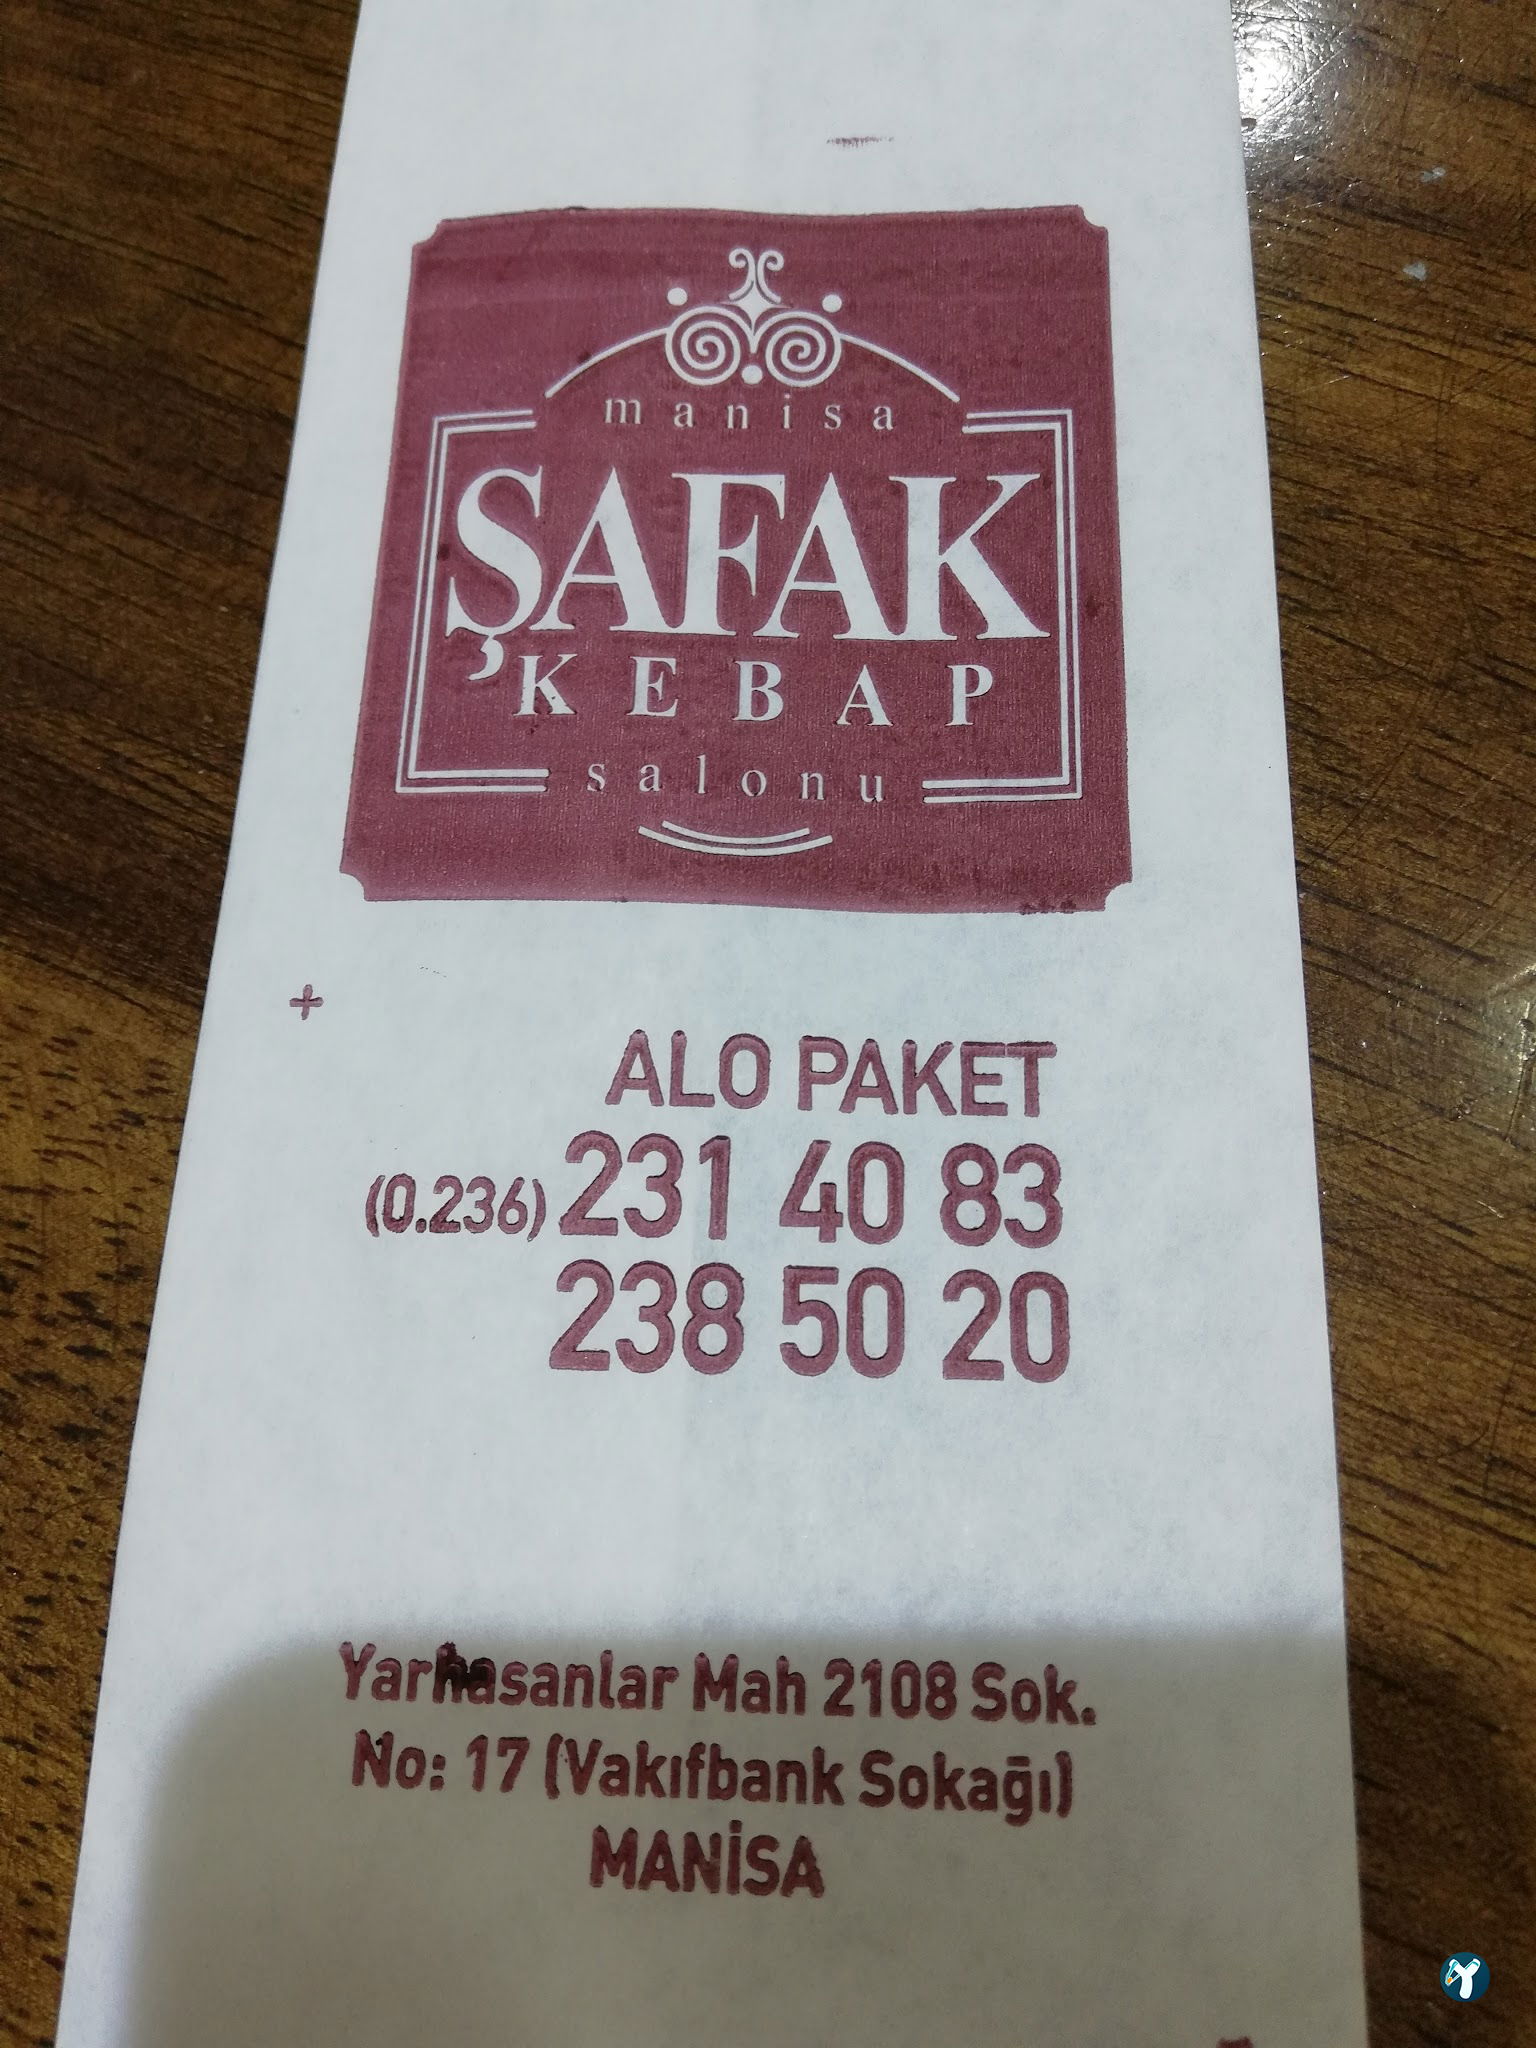 manisa
ŞAFAK
KEBAP
salonu
ALO PAKET
(0.236) 231 40 83
238 50 20
Yarhasanlar Mah 2108 Sok.
No: 17 (Vakıfbank Sokağı)
MANİSA